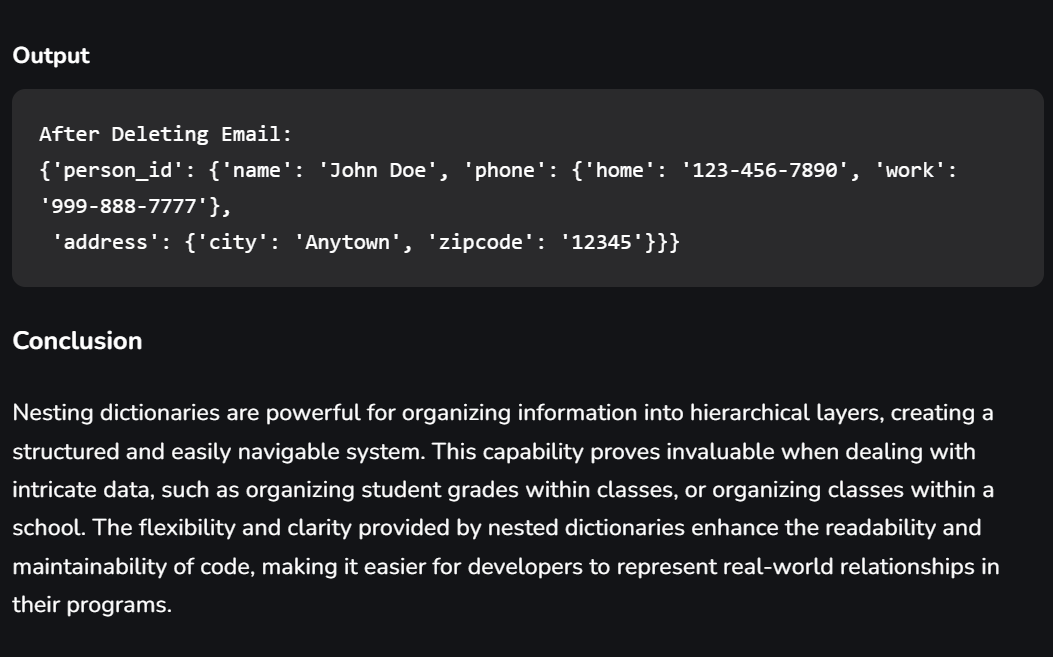 Output
After Deleting Email:
{'person_id': {'name': 'John Doe', 'phone': {'home': '123-456-7890', 'work':
'999-888-7777'},
 'address': {'city': 'Anytown', 'zipcode': '12345'}}}
Conclusion
Nesting dictionaries are powerful for organizing information into hierarchical layers, creating a
structured and easily navigable system. This capability proves invaluable when dealing with
intricate data, such as organizing student grades within classes, or organizing classes within a
school. The flexibility and clarity provided by nested dictionaries enhance the readability and
maintainability of code, making it easier for developers to represent real-world relationships in
their programs.